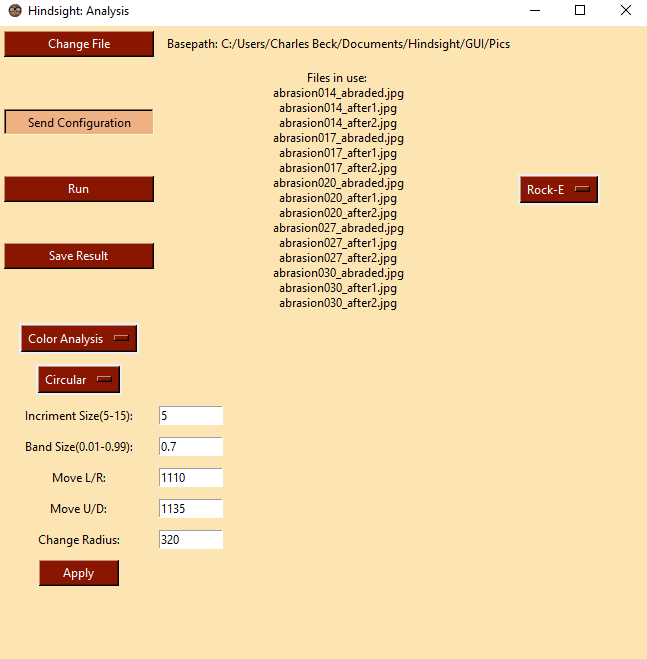 Hindsight: Analysis
Change File
Basepath: C:/Users/Charles Beck/Documents/Hindsight/GUI/Pics
Files in use:
abrasion014_abraded.jpg
Send Configuration
abrasion014_after1.jpg
abrasion014_after2.jpg
abrasion017_abraded.jpg
abrasion017_after1.jpg
abrasion017_after2.jpg
Run
abrasion020_abraded.jpg
Rock-E
abrasion020_after1.jpg
abrasion020_after2.jpg
abrasion027_abraded.jpg
abrasion027_after1.jpg
Save Result
abrasion027_after2.jpg
abrasion030_abraded.jpg
abrasion030_after1.jpg
abrasion030_after2.jpg
Color Analysis
Circular
Incriment Size(5-15): 5
Band Size(0.01-0.99): 0.7
Move L/R: 1110
Move U/D: 1135
Change Radius: 320
Apply